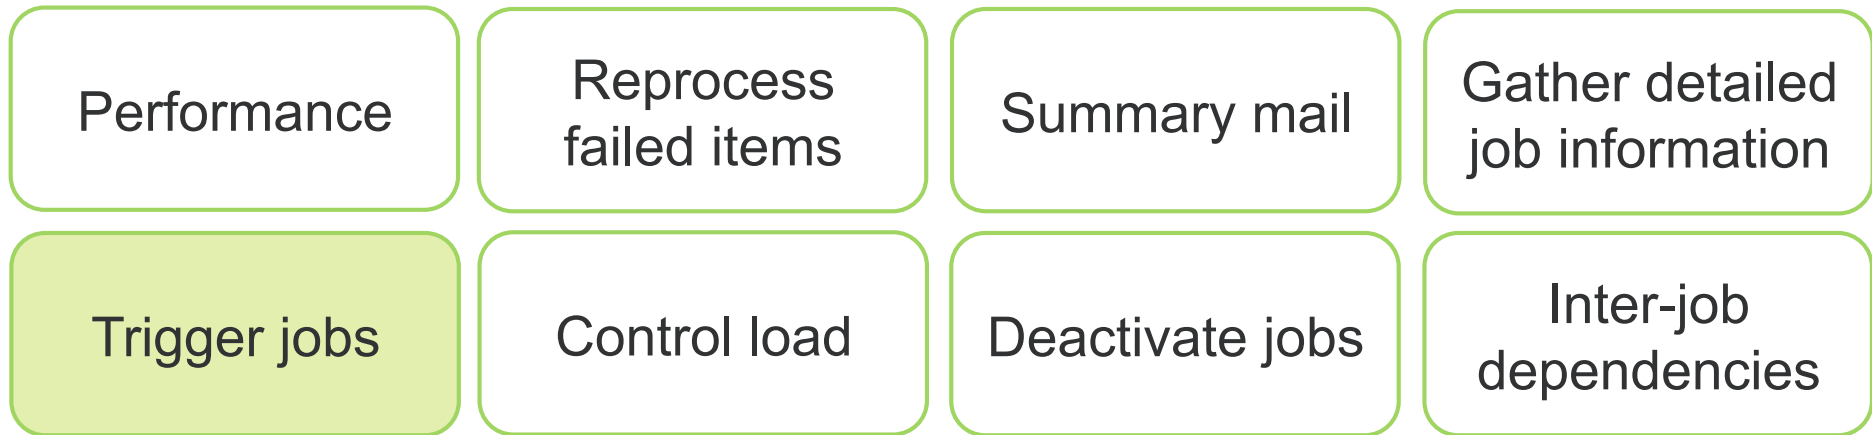 Performance
Reprocess
failed items
Summary mail
Gather detailed
job information
Trigger jobs
Control load
Deactivate jobs
Inter-job
dependencies